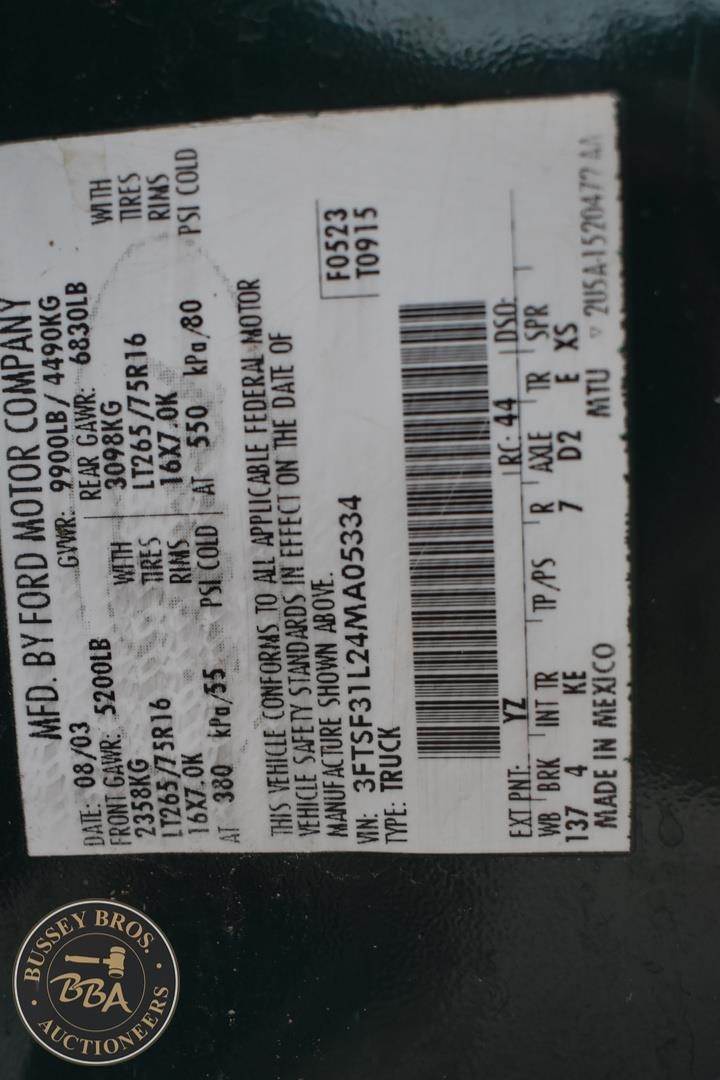 MFD. BY FORD MOTOR COMPANY
DATE: 08/03 GVWR: 9900LB / 4490KG
FRONT GAWR: 5200LB REAR GAWR: 6830LB
2358KG WITH 3098KG WITH
LT265/75R16 TIRES LT265/75R16 TIRES
16X7.0K RIMS 16X7.0K RIMS
AT 380 kPa/55 PSI COLD AT 550 kPa/80 PSI COLD
THIS VEHICLE CONFORMS TO ALL APPLICABLE FEDERAL MOTOR
VEHICLE SAFETY STANDARDS IN EFFECT ON THE DATE OF
MANUFACTURE SHOWN ABOVE.
VIN: 3FTSF31L24MA05334
TYPE: TRUCK
F0523
T0915
EXT PNT: YZ RC: 44 DSO:
WB BRK INT TR TP/PS R AXLE TR SPR
137 4 KE 7 D2 E XS
MADE IN MEXICO MTU ▽ 2U5A-1520472 AA
BUSSEY BROS.
BBA
AUCTIONEERS